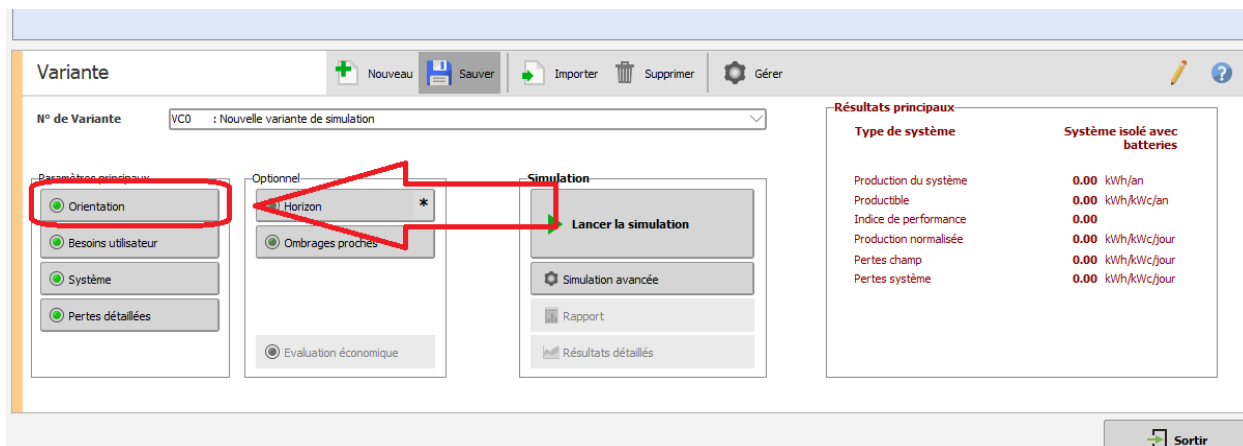 Variante
Nouveau
Sauver
Importer
Supprimer
Gérer
N° de Variante
VC0 : Nouvelle variante de simulation
Paramètres principaux
Orientation
Besoins utilisateur
Système
Pertes détaillées
Optionnel
Horizon *
Ombrages proches
Evaluation économique
Simulation
Lancer la simulation
Simulation avancée
Rapport
Résultats détaillés
Résultats principaux
Type de système Système isolé avec
batteries
Production du système 0.00 kWh/an
Productible 0.00 kWh/kWc/an
Indice de performance 0.00
Production normalisée 0.00 kWh/kWc/jour
Pertes champ 0.00 kWh/kWc/jour
Pertes système 0.00 kWh/kWc/jour
Sortir